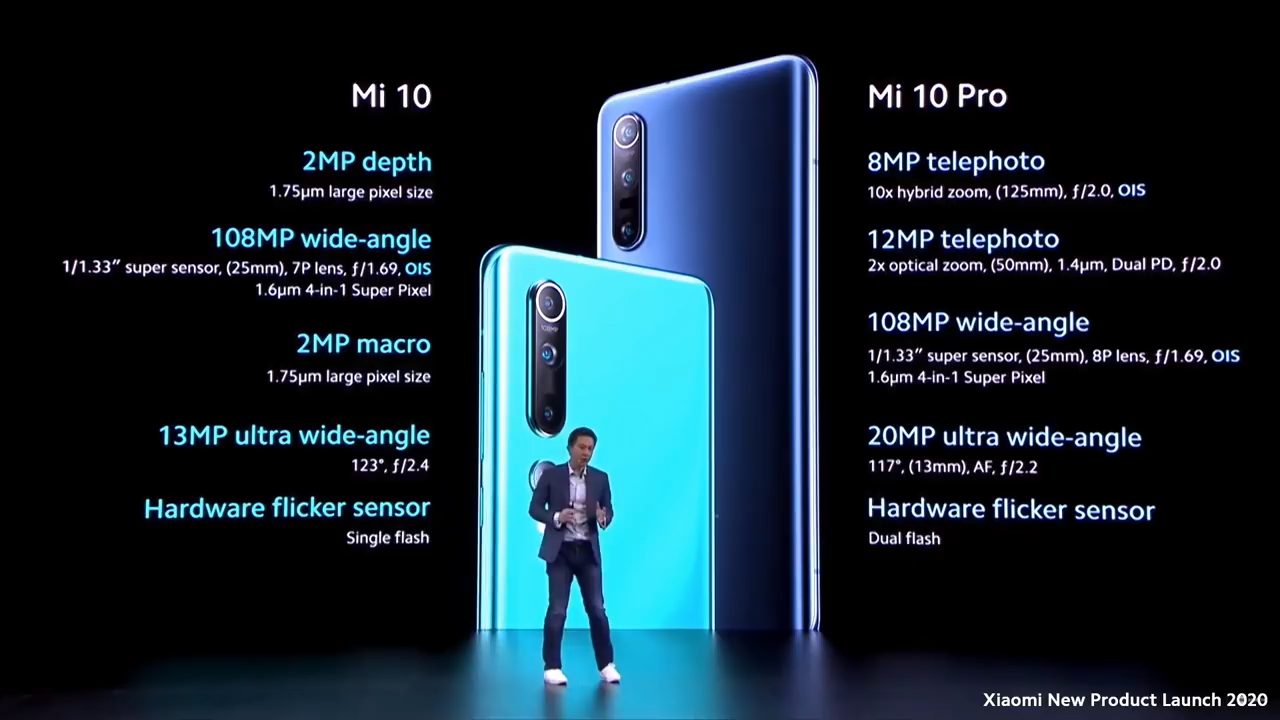 Mi 10
2MP depth
1.75μm large pixel size
108MP wide-angle
1/1.33″ super sensor, (25mm), 7P lens, ƒ/1.69, OIS
1.6μm 4-in-1 Super Pixel
2MP macro
1.75μm large pixel size
13MP ultra wide-angle
123°, ƒ/2.4
Hardware flicker sensor
Single flash
108MP
Mi 10 Pro
8MP telephoto
10x hybrid zoom, (125mm), ƒ/2.0, OIS
12MP telephoto
2x optical zoom, (50mm), 1.4μm, Dual PD, ƒ/2.0
108MP wide-angle
1/1.33″ super sensor, (25mm), 8P lens, ƒ/1.69, OIS
1.6μm 4-in-1 Super Pixel
20MP ultra wide-angle
117°, (13mm), AF, ƒ/2.2
Hardware flicker sensor
Dual flash
Xiaomi New Product Launch 2020